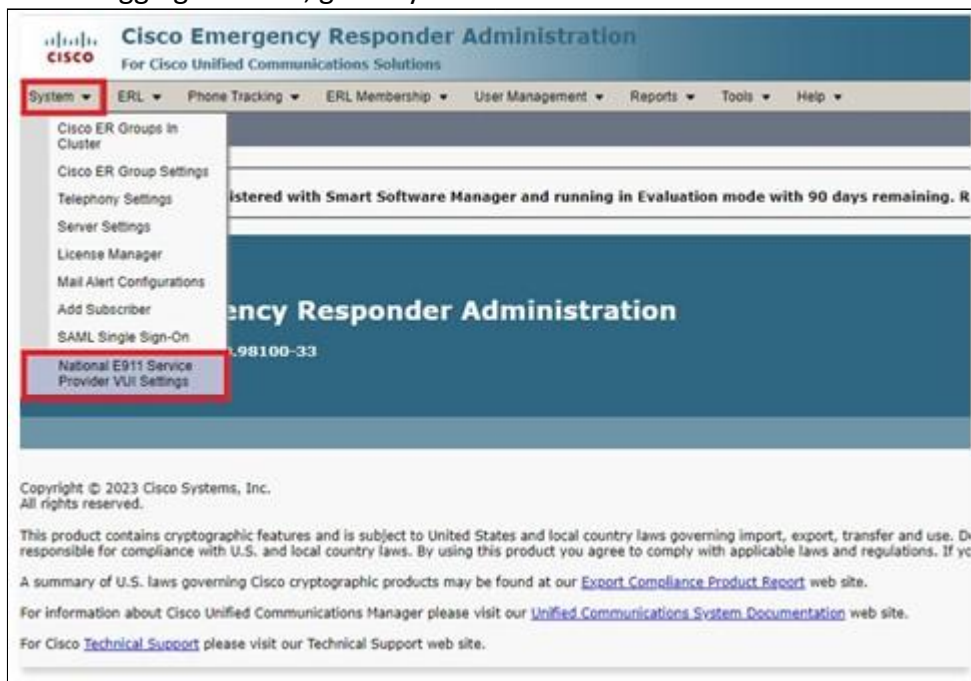 Cisco Emergency Responder Administration
CISCO
For Cisco Unified Communications Solutions
System ERL Phone Tracking ERL Membership User Management Reports Tools Help
Cisco ER Groups In
Cluster
Cisco ER Group Settings
Telephony Settings
istered with Smart Software Manager and running in Evaluation mode with 90 days remaining. R
Server Settings
License Manager
Mail Alert Configurations
Add Subscriber
ency Responder Administration
SAML Single Sign-On
.98100-33
National E911 Service
Provider VUI Settings
Copyright © 2023 Cisco Systems, Inc.
All rights reserved.
This product contains cryptographic features and is subject to United States and local country laws governing import, export, transfer and use. D
responsible for compliance with U.S. and local country laws. By using this product you agree to comply with applicable laws and regulations. If yo
A summary of U.S. laws governing Cisco cryptographic products may be found at our Export Compliance Product Report web site.
For information about Cisco Unified Communications Manager please visit our Unified Communications System Documentation web site.
For Cisco Technical Support please visit our Technical Support web site.